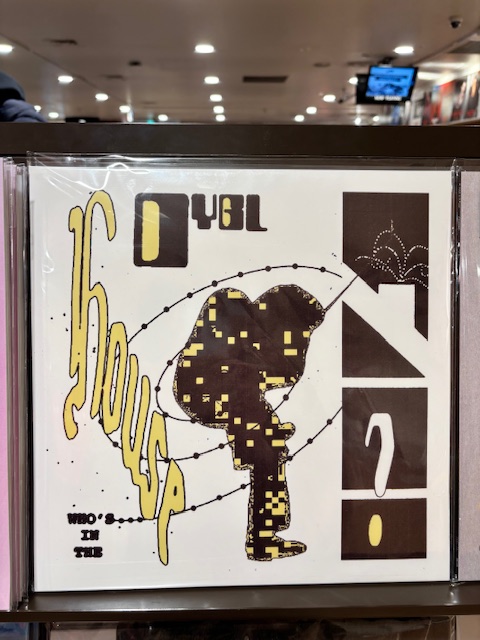 DYBL
WHO'S
IN
THE
House
?